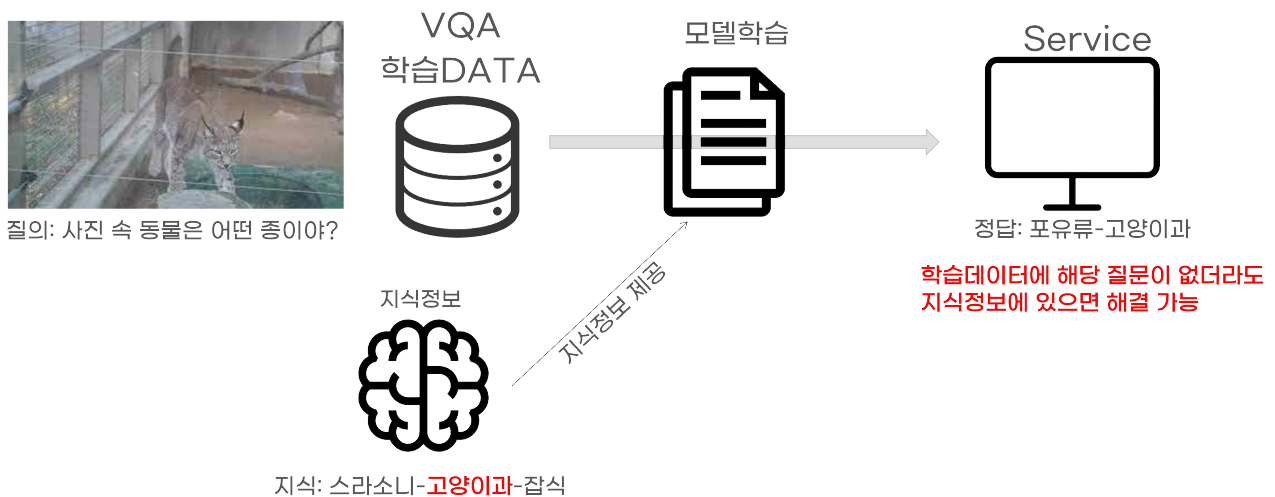 VQA
학습DATA
모델학습
Service
질의: 사진 속 동물은 어떤 종이야?
정답: 포유류-고양이과
학습데이터에 해당 질문이 없더라도
지식정보에 있으면 해결 가능
지식정보
지식정보 제공
지식: 스라소니-고양이과-잡식